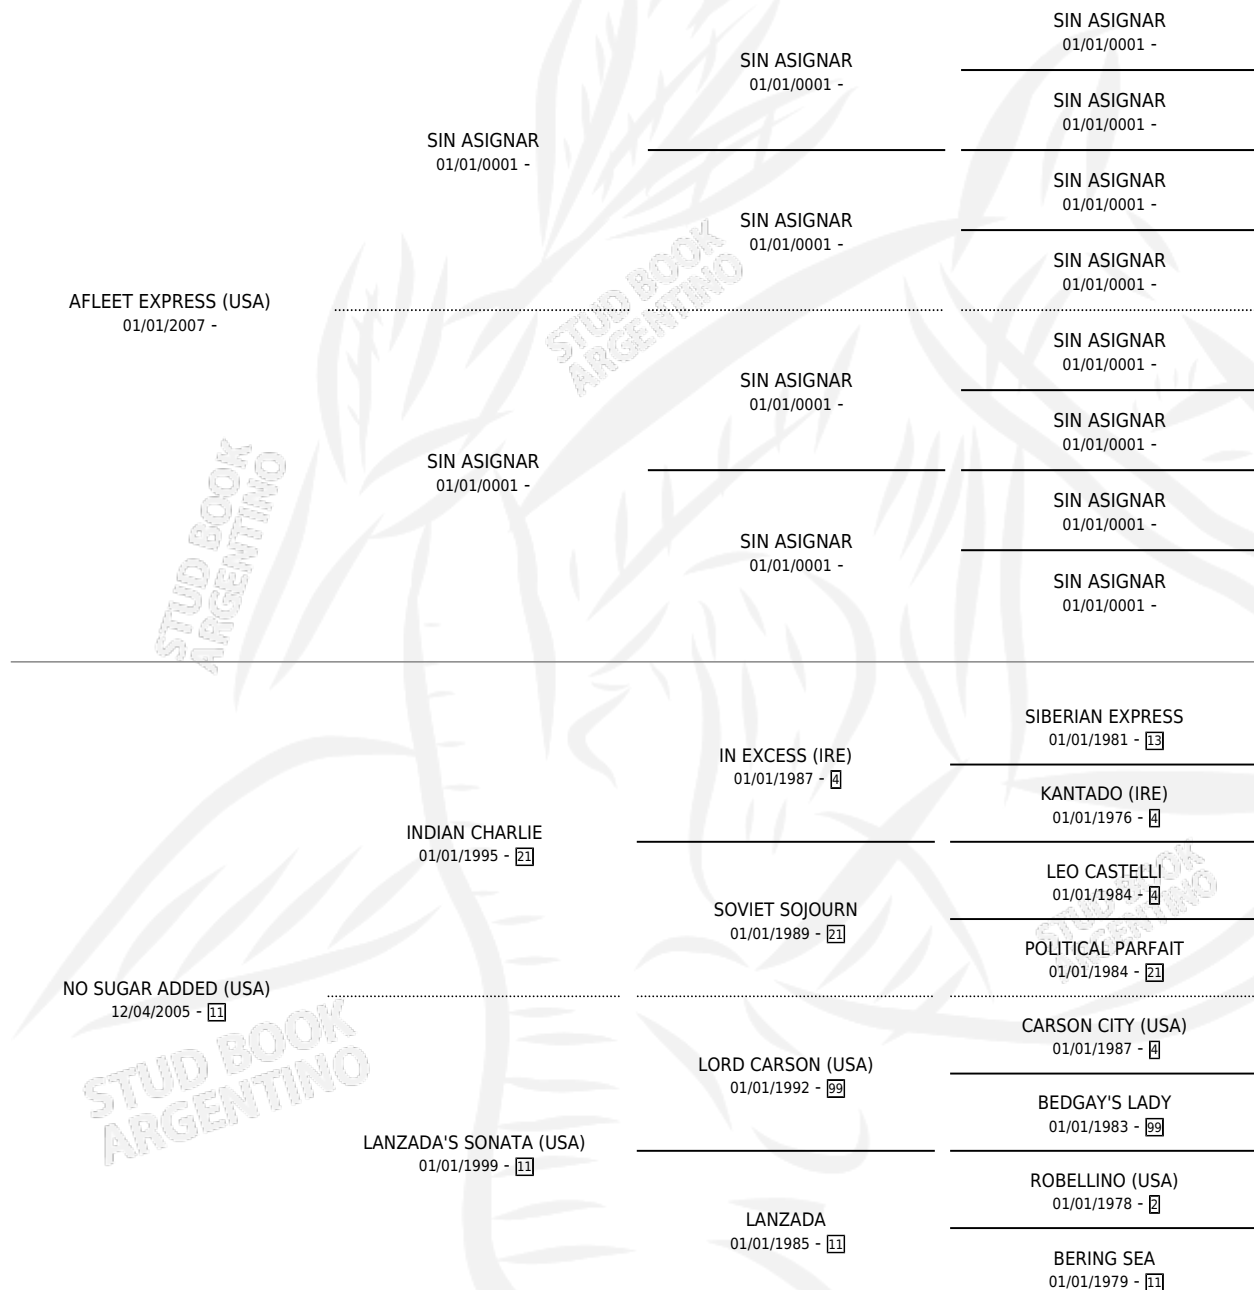 SIN ASIGNAR
01/01/0001 -
SIN ASIGNAR
01/01/0001 -
SIN ASIGNAR
01/01/0001 -
SIN ASIGNAR
01/01/0001 -
SIN ASIGNAR
01/01/0001 -
SIN ASIGNAR
01/01/0001 -
SIN ASIGNAR
01/01/0001 -
AFLEET EXPRESS (USA)
01/01/2007 -
SIN ASIGNAR
01/01/0001 -
SIN ASIGNAR
01/01/0001 -
SIN ASIGNAR
01/01/0001 -
SIN ASIGNAR
01/01/0001 -
SIN ASIGNAR
01/01/0001 -
SIN ASIGNAR
01/01/0001 -
SIN ASIGNAR
01/01/0001 -
STUD BOOK
ARGENTINO
STUD BOOK
ARGENTINO
SIBERIAN EXPRESS
01/01/1981 - 13
IN EXCESS (IRE)
01/01/1987 - 4
KANTADO (IRE)
01/01/1976 - 4
INDIAN CHARLIE
01/01/1995 - 21
LEO CASTELLI
01/01/1984 - 4
SOVIET SOJOURN
01/01/1989 - 21
POLITICAL PARFAIT
01/01/1984 - 21
NO SUGAR ADDED (USA)
12/04/2005 - 11
CARSON CITY (USA)
01/01/1987 - 4
LORD CARSON (USA)
01/01/1992 - 99
BEDGAY'S LADY
01/01/1983 - 99
LANZADA'S SONATA (USA)
01/01/1999 - 11
ROBELLINO (USA)
01/01/1978 - 2
LANZADA
01/01/1985 - 11
BERING SEA
01/01/1979 - 11
STUD BOOK
ARGENTINO
STUD BOOK
ARGENTINO